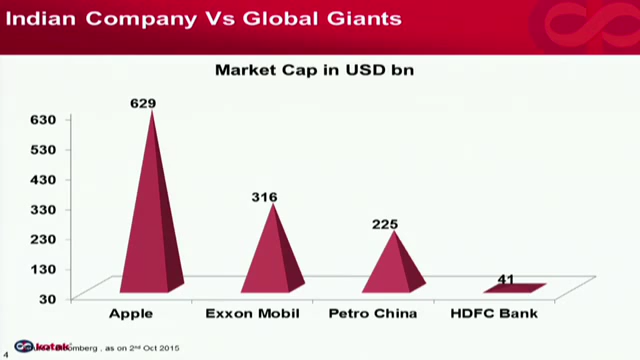 Indian Company Vs Global Giants
Market Cap in USD bn
629
630
530
430
330
230
130
30
316
225
41
Apple
Exxon Mobil
Petro China
HDFC Bank
kotak
Bloomberg , as on 2nd Oct 2015
4